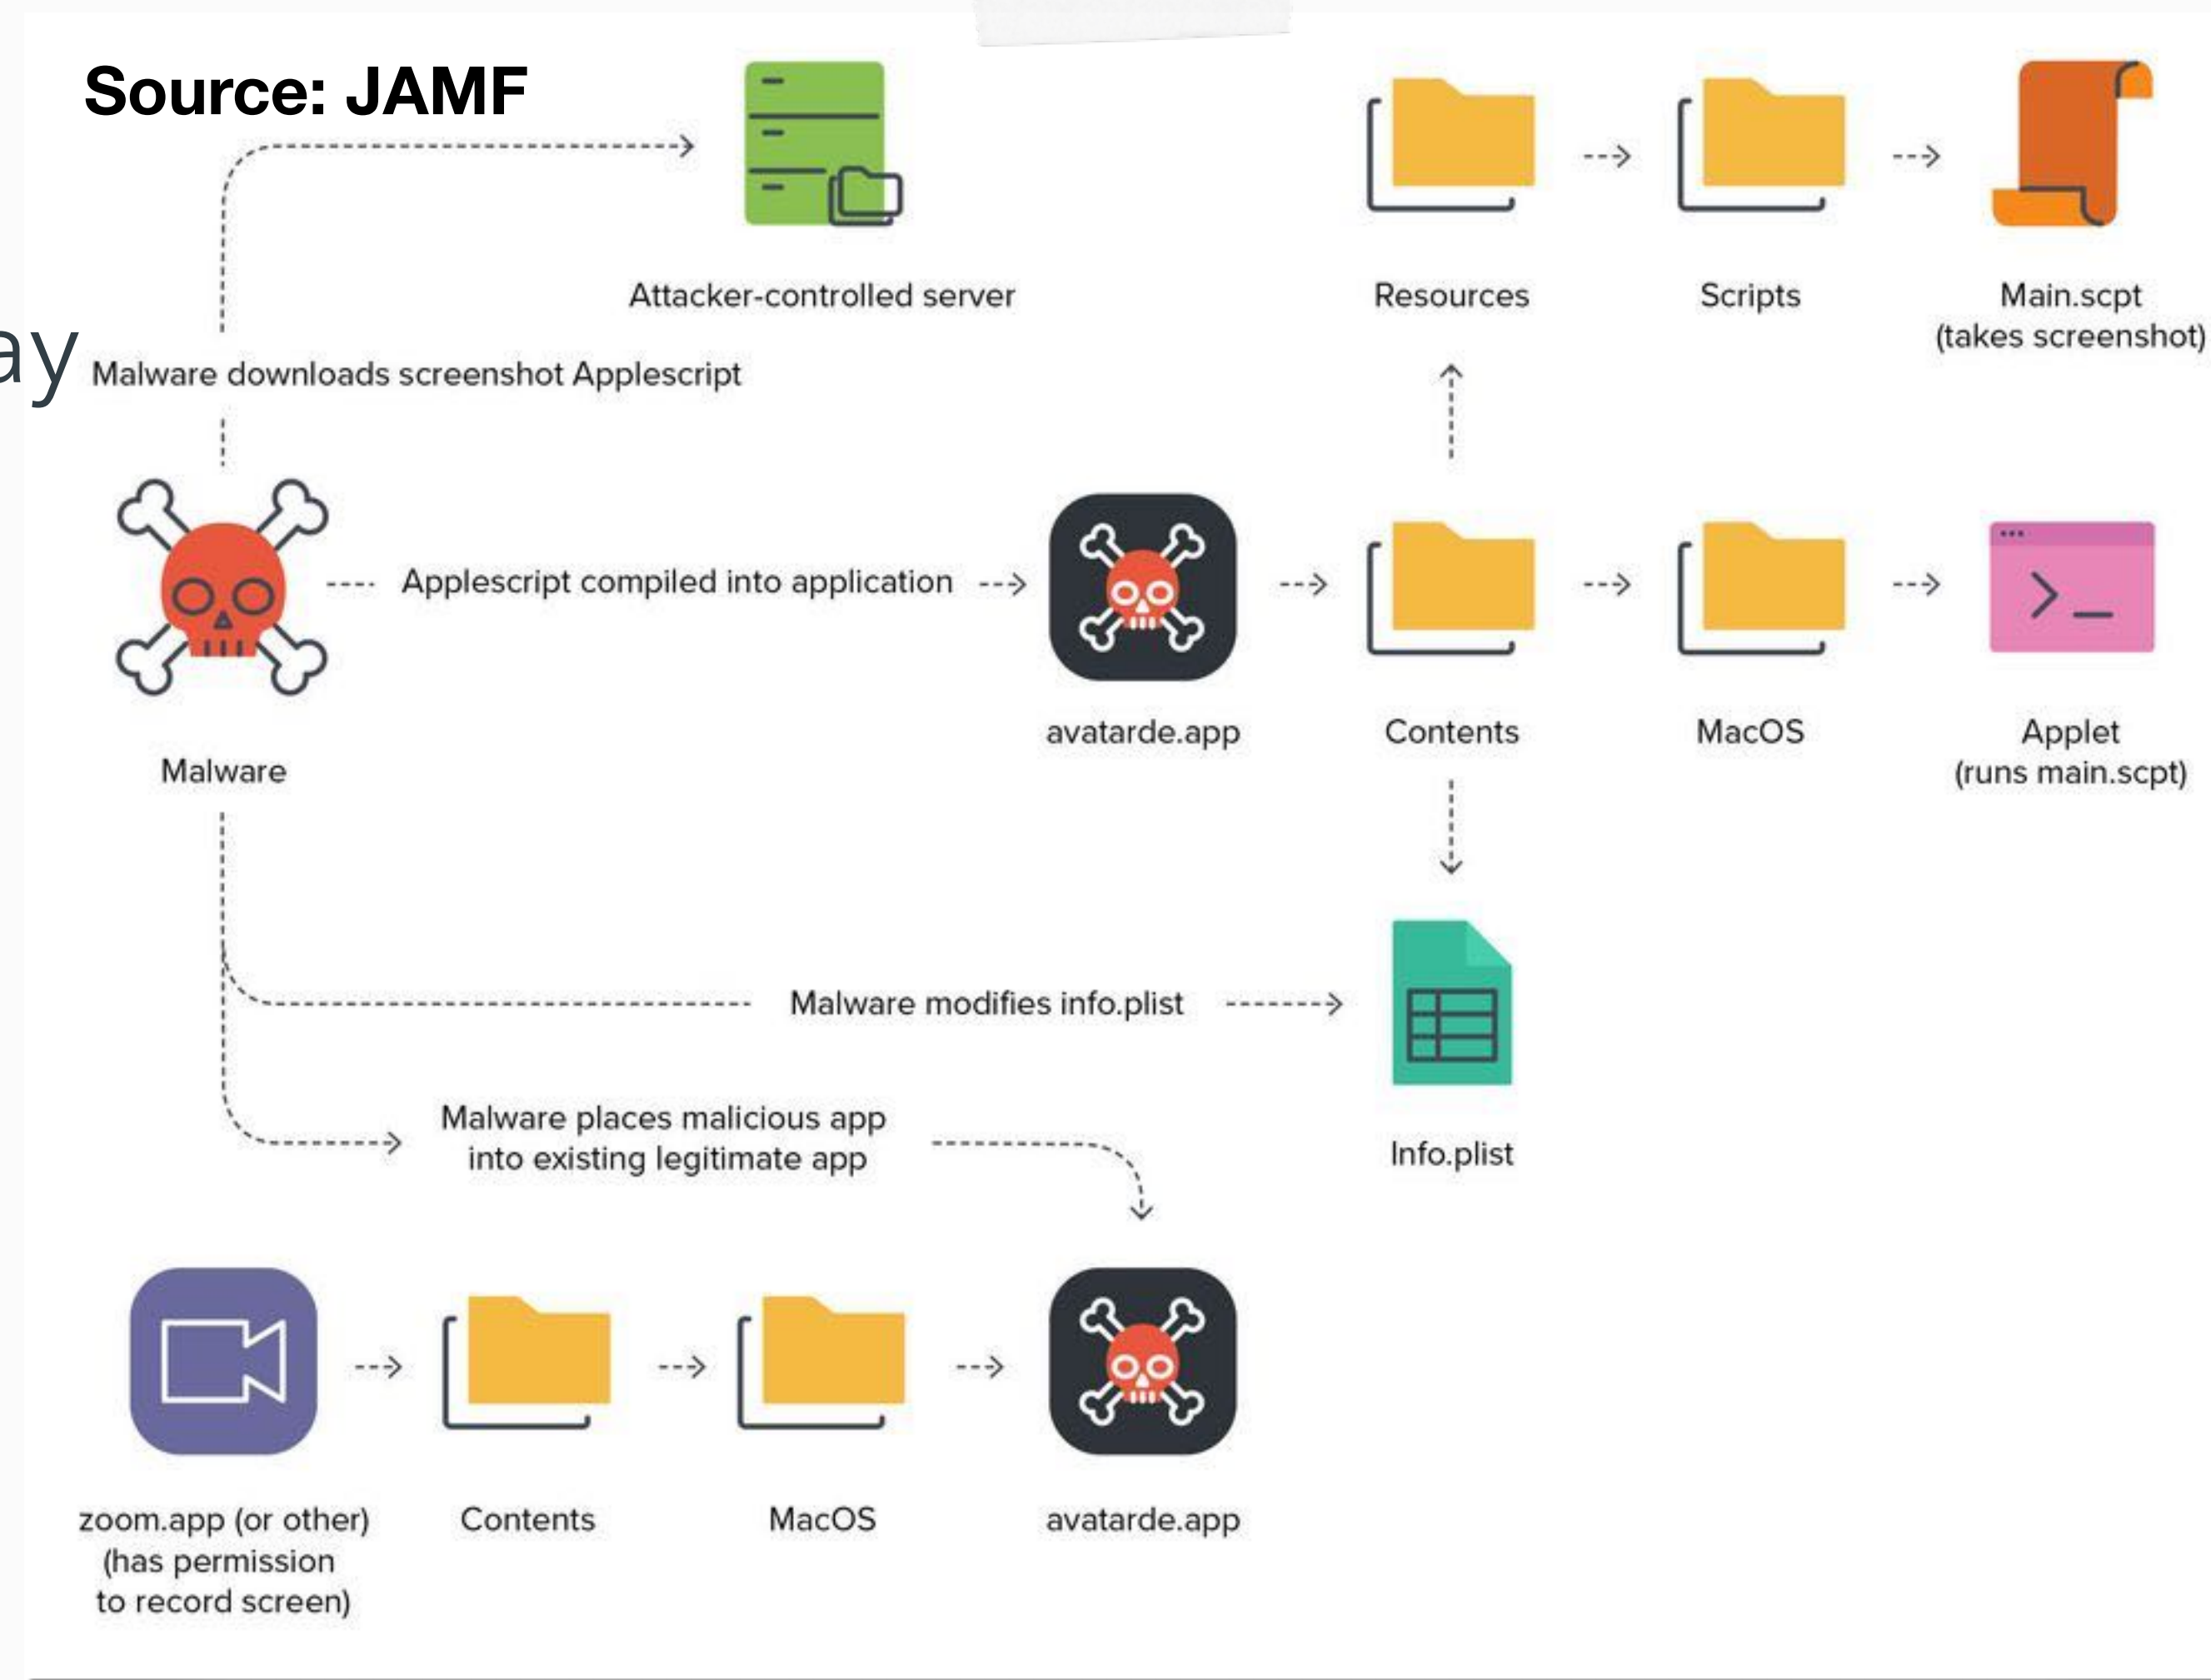 Source: JAMF
Attacker-controlled server
Resources
Scripts
Main.scpt
(takes screenshot)
ay
Malware downloads screenshot Applescript
Applescript compiled into application
avatarde.app
Contents
MacOS
Applet
(runs main.scpt)
Malware
Malware modifies info.plist
Malware places malicious app
into existing legitimate app
Info.plist
zoom.app (or other)
(has permission
to record screen)
Contents
MacOS
avatarde.app